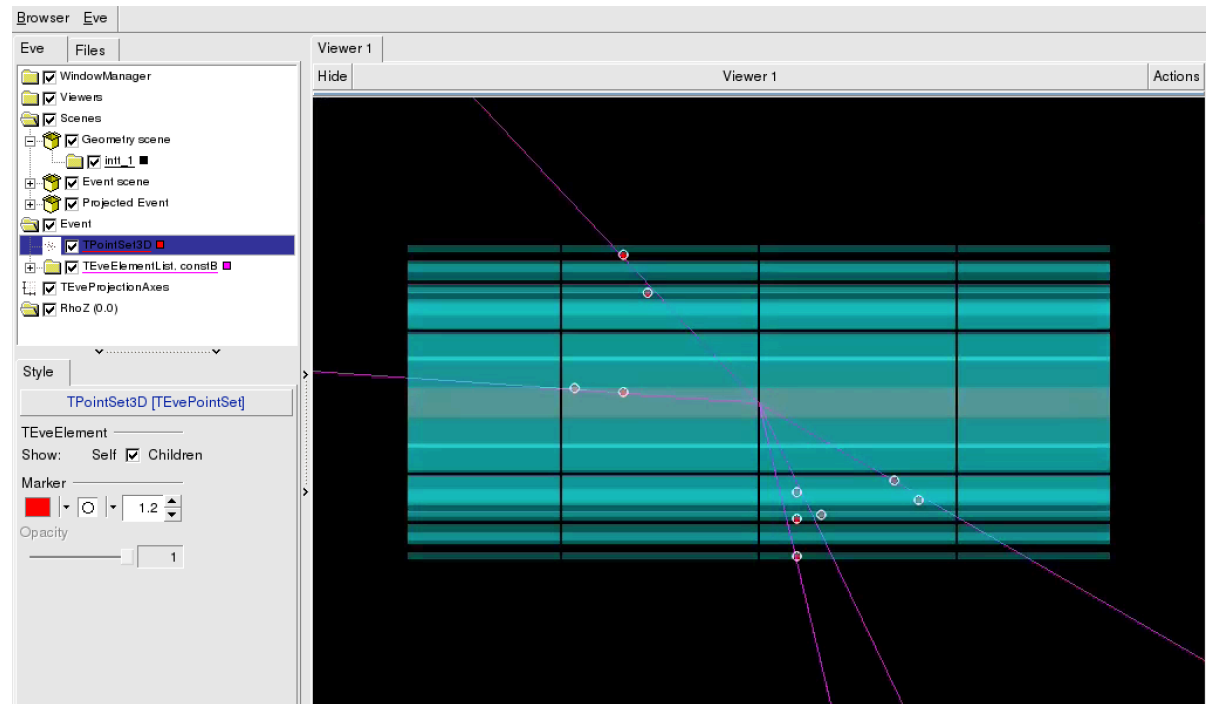 Browser Eve
Eve Files
WindowManager
Viewers
Scenes
Geometry scene
intt_1
Event scene
Projected Event
Event
TPointSet3D
TEveElementList, constB
TEveProjectionAxes
RhoZ (0.0)
Style
TPointSet3D [TEvePointSet]
TEveElement
Show: Self Children
Marker
1.2
Opacity
1
Viewer 1
Hide Viewer 1 Actions